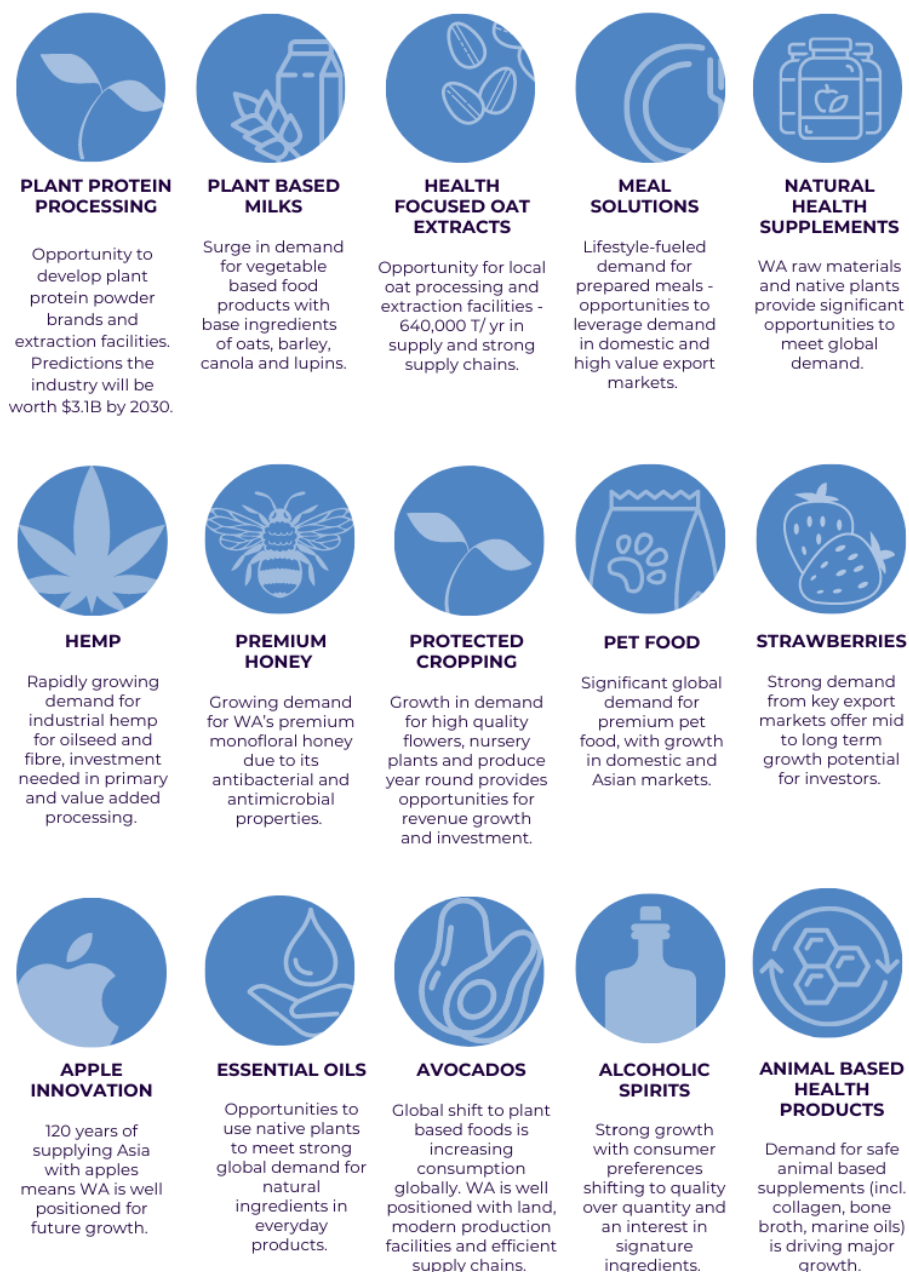 PLANT PROTEIN
PROCESSING
Opportunity to
develop plant
protein powder
brands and
extraction facilities.
Predictions the
industry will be
worth $3.1B by 2030.
PLANT BASED
MILKS
Surge in demand
for vegetable
based food
products with
base ingredients
of oats, barley,
canola and lupins.
HEALTH
FOCUSED OAT
EXTRACTS
Opportunity for local
oat processing and
extraction facilities -
640,000 T/ yr in
supply and strong
supply chains.
MEAL
SOLUTIONS
Lifestyle-fueled
demand for
prepared meals -
opportunities to
leverage demand
in domestic and
high value export
markets.
NATURAL
HEALTH
SUPPLEMENTS
WA raw materials
and native plants
provide significant
opportunities to
meet global
demand.
HEMP
Rapidly growing
demand for
industrial hemp
for oilseed and
fibre, investment
needed in primary
and value added
processing.
PREMIUM
HONEY
Growing demand
for WA's premium
monofloral honey
due to its
antibacterial and
antimicrobial
properties.
PROTECTED
CROPPING
Growth in demand
for high quality
flowers, nursery
plants and produce
year round provides
opportunities for
revenue growth
and investment.
PET FOOD
Significant global
demand for
premium pet
food, with growth
in domestic and
Asian markets.
STRAWBERRIES
Strong demand
from key export
markets offer mid
to long term
growth potential
for investors.
APPLE
INNOVATION
120 years of
supplying Asia
with apples
means WA is well
positioned for
future growth.
ESSENTIAL OILS
Opportunities to
use native plants
to meet strong
global demand for
natural
ingredients in
everyday
products.
AVOCADOS
Global shift to plant
based foods is
increasing
consumption
globally. WA is well
positioned with land,
modern production
facilities and efficient
supply chains.
ALCOHOLIC
SPIRITS
Strong growth
with consumer
preferences
shifting to quality
over quantity and
an interest in
signature
ingredients.
ANIMAL BASED
HEALTH
PRODUCTS
Demand for safe
animal based
supplements (incl.
collagen, bone
broth, marine oils)
is driving major
growth.